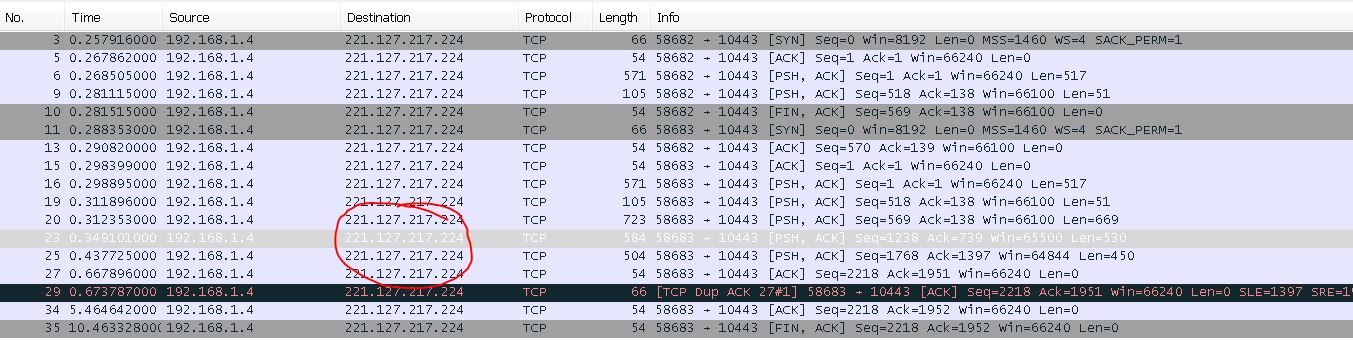 No. Time Source Destination Protocol Length Info
3 0.257916000 192.168.1.4 221.127.217.224 TCP 66 58682 → 10443 [SYN] Seq=0 Win=8192 Len=0 MSS=1460 WS=4 SACK_PERM=1
5 0.267862000 192.168.1.4 221.127.217.224 TCP 54 58682 → 10443 [ACK] Seq=1 Ack=1 Win=66240 Len=0
6 0.268505000 192.168.1.4 221.127.217.224 TCP 571 58682 → 10443 [PSH, ACK] Seq=1 Ack=1 Win=66240 Len=517
9 0.281115000 192.168.1.4 221.127.217.224 TCP 105 58682 → 10443 [PSH, ACK] Seq=518 Ack=138 Win=66100 Len=51
10 0.281515000 192.168.1.4 221.127.217.224 TCP 54 58682 → 10443 [FIN, ACK] Seq=569 Ack=138 Win=66100 Len=0
11 0.288353000 192.168.1.4 221.127.217.224 TCP 66 58683 → 10443 [SYN] Seq=0 Win=8192 Len=0 MSS=1460 WS=4 SACK_PERM=1
13 0.290820000 192.168.1.4 221.127.217.224 TCP 54 58682 → 10443 [ACK] Seq=570 Ack=139 Win=66100 Len=0
15 0.298399000 192.168.1.4 221.127.217.224 TCP 54 58683 → 10443 [ACK] Seq=1 Ack=1 Win=66240 Len=0
16 0.298895000 192.168.1.4 221.127.217.224 TCP 571 58683 → 10443 [PSH, ACK] Seq=1 Ack=1 Win=66240 Len=517
19 0.311896000 192.168.1.4 221.127.217.224 TCP 105 58683 → 10443 [PSH, ACK] Seq=518 Ack=138 Win=66100 Len=51
20 0.312353000 192.168.1.4 221.127.217.224 TCP 723 58683 → 10443 [PSH, ACK] Seq=569 Ack=138 Win=66100 Len=669
23 0.349101000 192.168.1.4 221.127.217.224 TCP 584 58683 → 10443 [PSH, ACK] Seq=1238 Ack=739 Win=65500 Len=530
25 0.437725000 192.168.1.4 221.127.217.224 TCP 504 58683 → 10443 [PSH, ACK] Seq=1768 Ack=1397 Win=64844 Len=450
27 0.667896000 192.168.1.4 221.127.217.224 TCP 54 58683 → 10443 [ACK] Seq=2218 Ack=1951 Win=66240 Len=0
29 0.673787000 192.168.1.4 221.127.217.224 TCP 66 [TCP Dup ACK 27#1] 58683 → 10443 [ACK] Seq=2218 Ack=1951 Win=66240 Len=0 SLE=1397 SRE=19
34 5.464642000 192.168.1.4 221.127.217.224 TCP 54 58683 → 10443 [ACK] Seq=2218 Ack=1952 Win=66240 Len=0
35 10.463328000 192.168.1.4 221.127.217.224 TCP 54 58683 → 10443 [FIN, ACK] Seq=2218 Ack=1952 Win=66240 Len=0